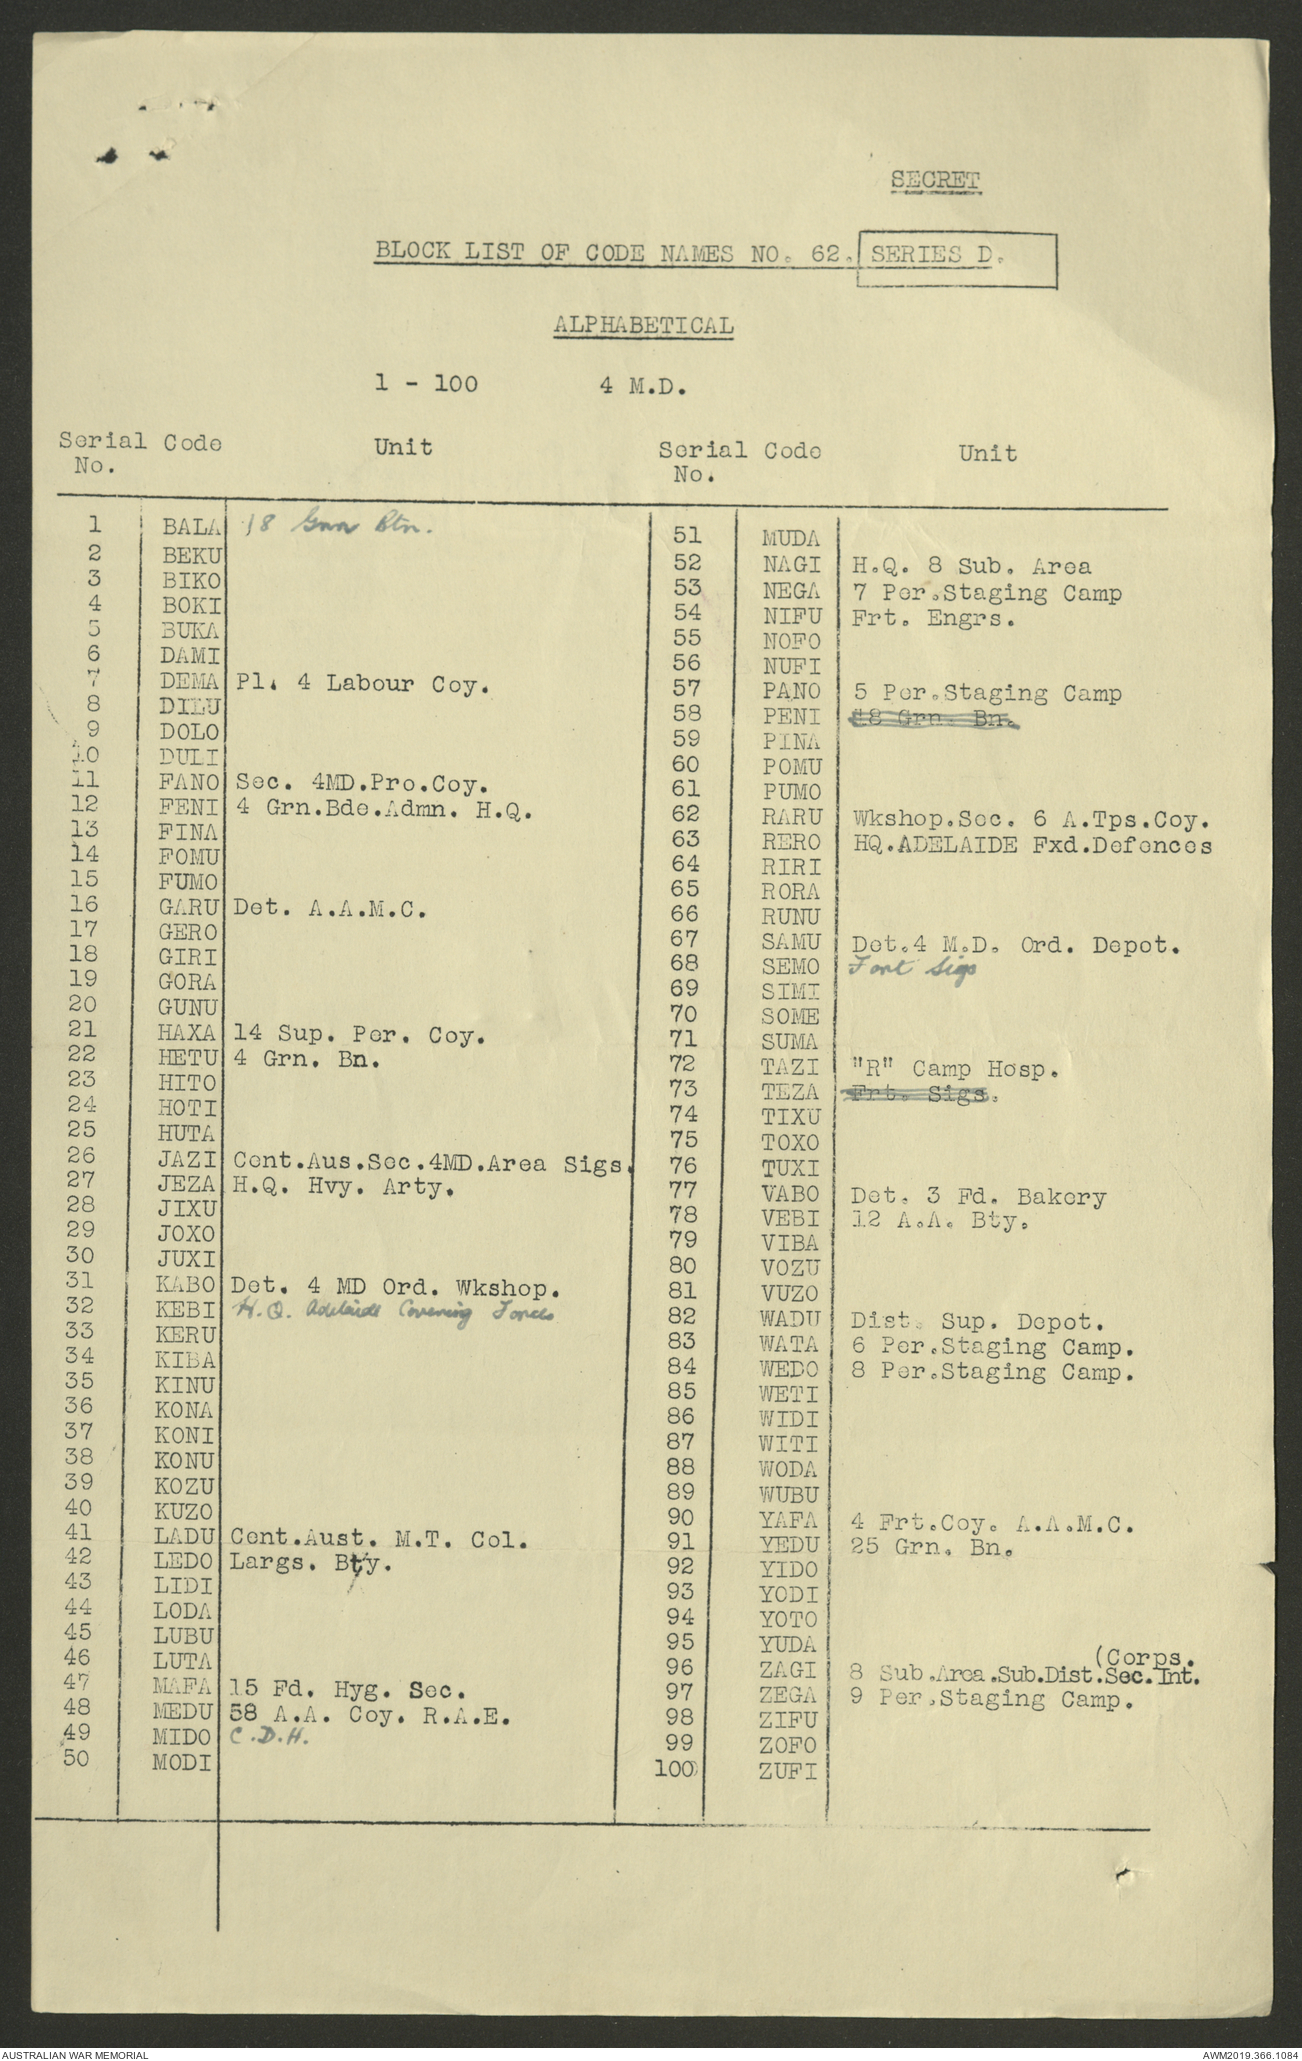 SECRET
BLOCK LIST OF CODE NAMES NO. 62. SERIES D.
ALPHABETICAL
1 - 100 4 M.D.
Serial Code Unit
No.
1 BALA 18 Grn Btn.
2 BEKU
3 BIKO
4 BOKI
5 BUKA
6 DAMI
7 DEMA Pl. 4 Labour Coy.
8 DILU
9 DOLO
10 DULI
11 FANO Sec. 4MD.Pro.Coy.
12 FENI 4 Grn.Bde.Admn. H.Q.
13 FINA
14 FOMU
15 FUMO
16 GARU Det. A.A.M.C.
17 GERO
18 GIRI
19 GORA
20 GUNU
21 HAXA 14 Sup. Per. Coy.
22 HETU 4 Grn. Bn.
23 HITO
24 HOTI
25 HUTA
26 JAZI Cent.Aus.Sec.4MD.Area Sigs.
27 JEZA H.Q. Hvy. Arty.
28 JIXU
29 JOXO
30 JUXI
31 KABO Det. 4 MD Ord. Wkshop.
32 KEBI H.Q. Adelaide Covering Force
33 KERU
34 KIBA
35 KINU
36 KONA
37 KONI
38 KONU
39 KOZU
40 KUZO
41 LADU Cent.Aust. M.T. Col.
42 LEDO Largs. Bty.
43 LIDI
44 LODA
45 LUBU
46 LUTA
47 MAFA 15 Fd. Hyg. Sec.
48 MEDU 58 A.A. Coy. R.A.E.
49 MIDO C.D.H.
50 MODI
Serial Code Unit
No.
51 MUDA
52 NAGI H.Q. 8 Sub. Area
53 NEGA 7 Per.Staging Camp
54 NIFU Frt. Engrs.
55 NOFO
56 NUFI
57 PANO 5 Per.Staging Camp
58 PENI 18 Grn. Bn.
59 PINA
60 POMU
61 PUMO
62 RARU Wkshop.Sec. 6 A.Tps.Coy.
63 RERO HQ.ADELAIDE Fxd.Defences
64 RIRI
65 RORA
66 RUNU
67 SAMU Det.4 M.D. Ord. Depot.
68 SEMO Fort Sigs
69 SIMI
70 SOME
71 SUMA
72 TAZI "R" Camp Hosp.
73 TEZA Frt. Sigs.
74 TIXU
75 TOXO
76 TUXI
77 VABO Det. 3 Fd. Bakery
78 VEBI 12 A.A. Bty.
79 VIBA
80 VOZU
81 VUZO
82 WADU Dist. Sup. Depot.
83 WATA 6 Per.Staging Camp.
84 WEDO 8 Per.Staging Camp.
85 WETI
86 WIDI
87 WITI
88 WODA
89 WUBU
90 YAFA 4 Frt.Coy. A.A.M.C.
91 YEDU 25 Grn. Bn.
92 YIDO
93 YODI
94 YOTO
95 YUDA
(Corps.
96 ZAGI 8 Sub.Area.Sub.Dist.Sec.Int.
97 ZEGA 9 Per.Staging Camp.
98 ZIFU
99 ZOFO
100 ZUFI
AUSTRALIAN WAR MEMORIAL AWM2019.366.1084